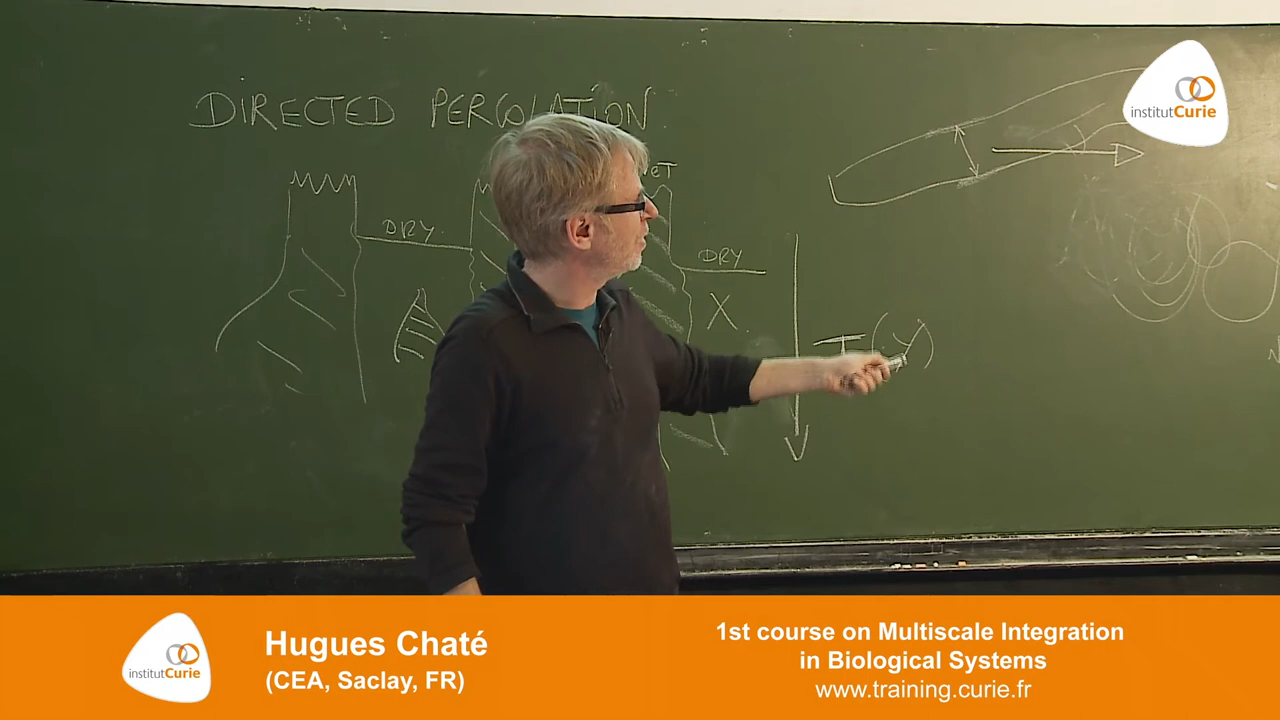 DIRECTED PERCOLATION
institutCurie
DRY
DRY
X
T(y)
institutCurie
Hugues Chaté
(CEA, Saclay, FR)
1st course on Multiscale Integration
in Biological Systems
www.training.curie.fr